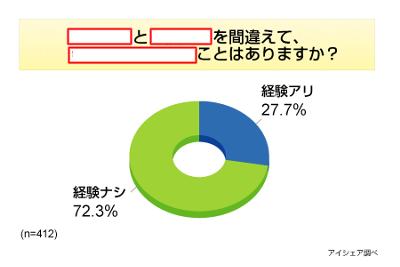 と を間違えて、
ことはありますか？
経験アリ
27.7%
経験ナシ
72.3%
(n=412)
アイシェア調べ